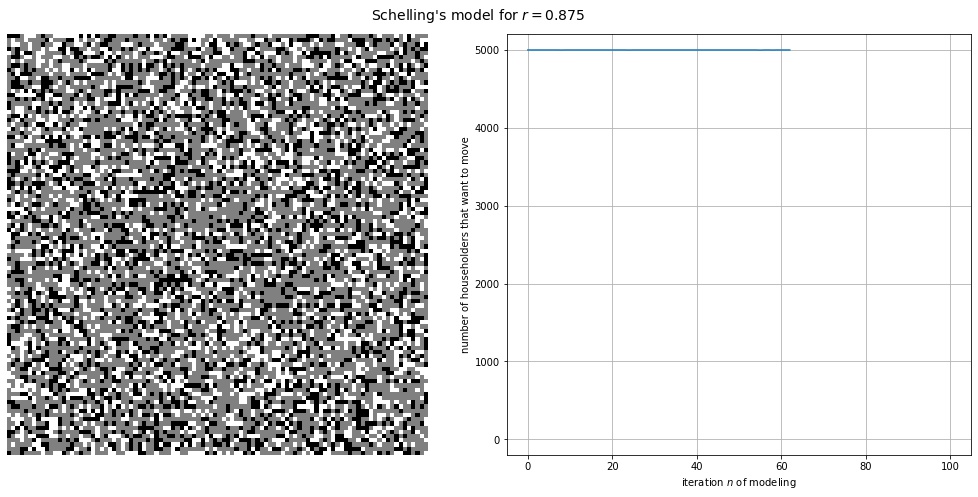 Schelling's model for r = 0.875
number of householders that want to move
5000
4000
3000
2000
1000
0
0 20 40 60 80 100
iteration n of modeling